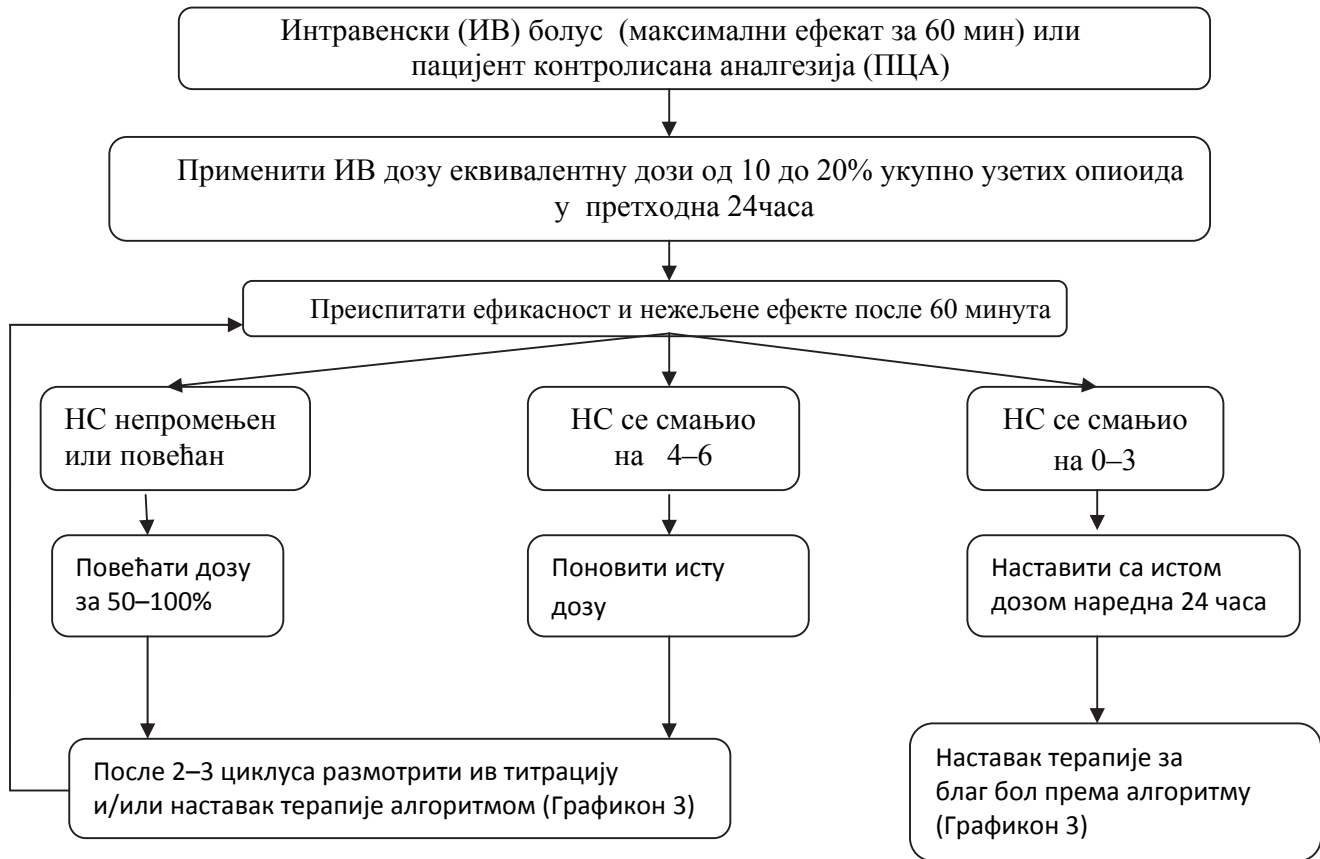 Интравенски (ИВ) болус (максимални ефекат за 60 мин) или
пацијент контролисана аналгезија (ПЦА)
Применити ИВ дозу еквивалентну дози од 10 до 20% укупно узетих опиоида
у претходна 24часа
Преиспитати ефикасност и нежељене ефекте после 60 минута
НС непромењен
или повећан
НС се смањио
на 4–6
НС се смањио
на 0–3
Повећати дозу
за 50–100%
Поновити исту
дозу
Наставити са истом
дозом наредна 24 часа
После 2–3 циклуса размотрити ив титрацију
и/или наставак терапије алгоритмом (Графикон 3)
Наставак терапије за
благ бол према алгоритму
(Графикон 3)